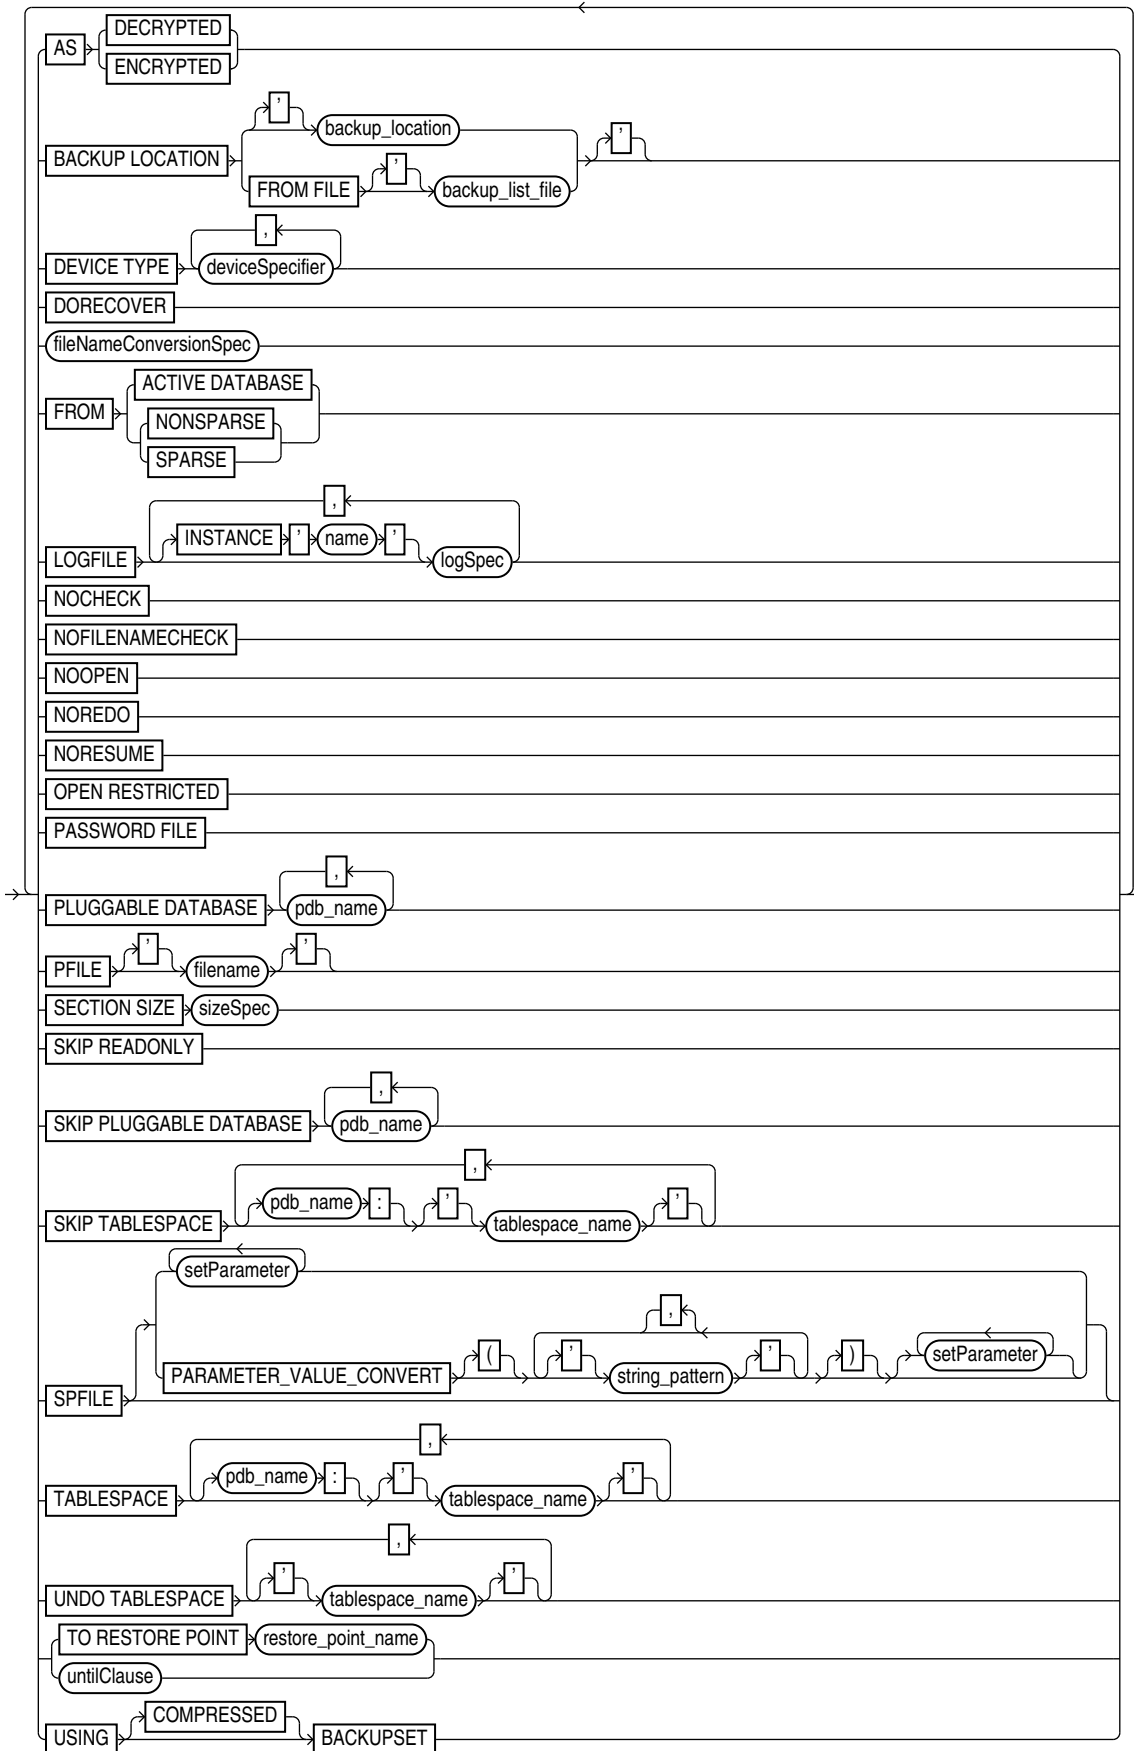 AS DECRYPTED
ENCRYPTED
' backup_location '
BACKUP LOCATION
FROM FILE ' backup_list_file
,
DEVICE TYPE deviceSpecifier
DORECOVER
fileNameConversionSpec
ACTIVE DATABASE
FROM NONSPARSE
SPARSE
,
INSTANCE ' name '
LOGFILE logSpec
NOCHECK
NOFILENAMECHECK
NOOPEN
NOREDO
NORESUME
OPEN RESTRICTED
PASSWORD FILE
,
PLUGGABLE DATABASE pdb_name
' '
PFILE filename
SECTION SIZE sizeSpec
SKIP READONLY
,
SKIP PLUGGABLE DATABASE pdb_name
,
pdb_name : ' '
SKIP TABLESPACE tablespace_name
setParameter
,
( ' ' ) setParameter
PARAMETER_VALUE_CONVERT string_pattern
SPFILE
,
pdb_name : ' '
TABLESPACE tablespace_name
,
' '
UNDO TABLESPACE tablespace_name
TO RESTORE POINT restore_point_name
untilClause
COMPRESSED
USING BACKUPSET